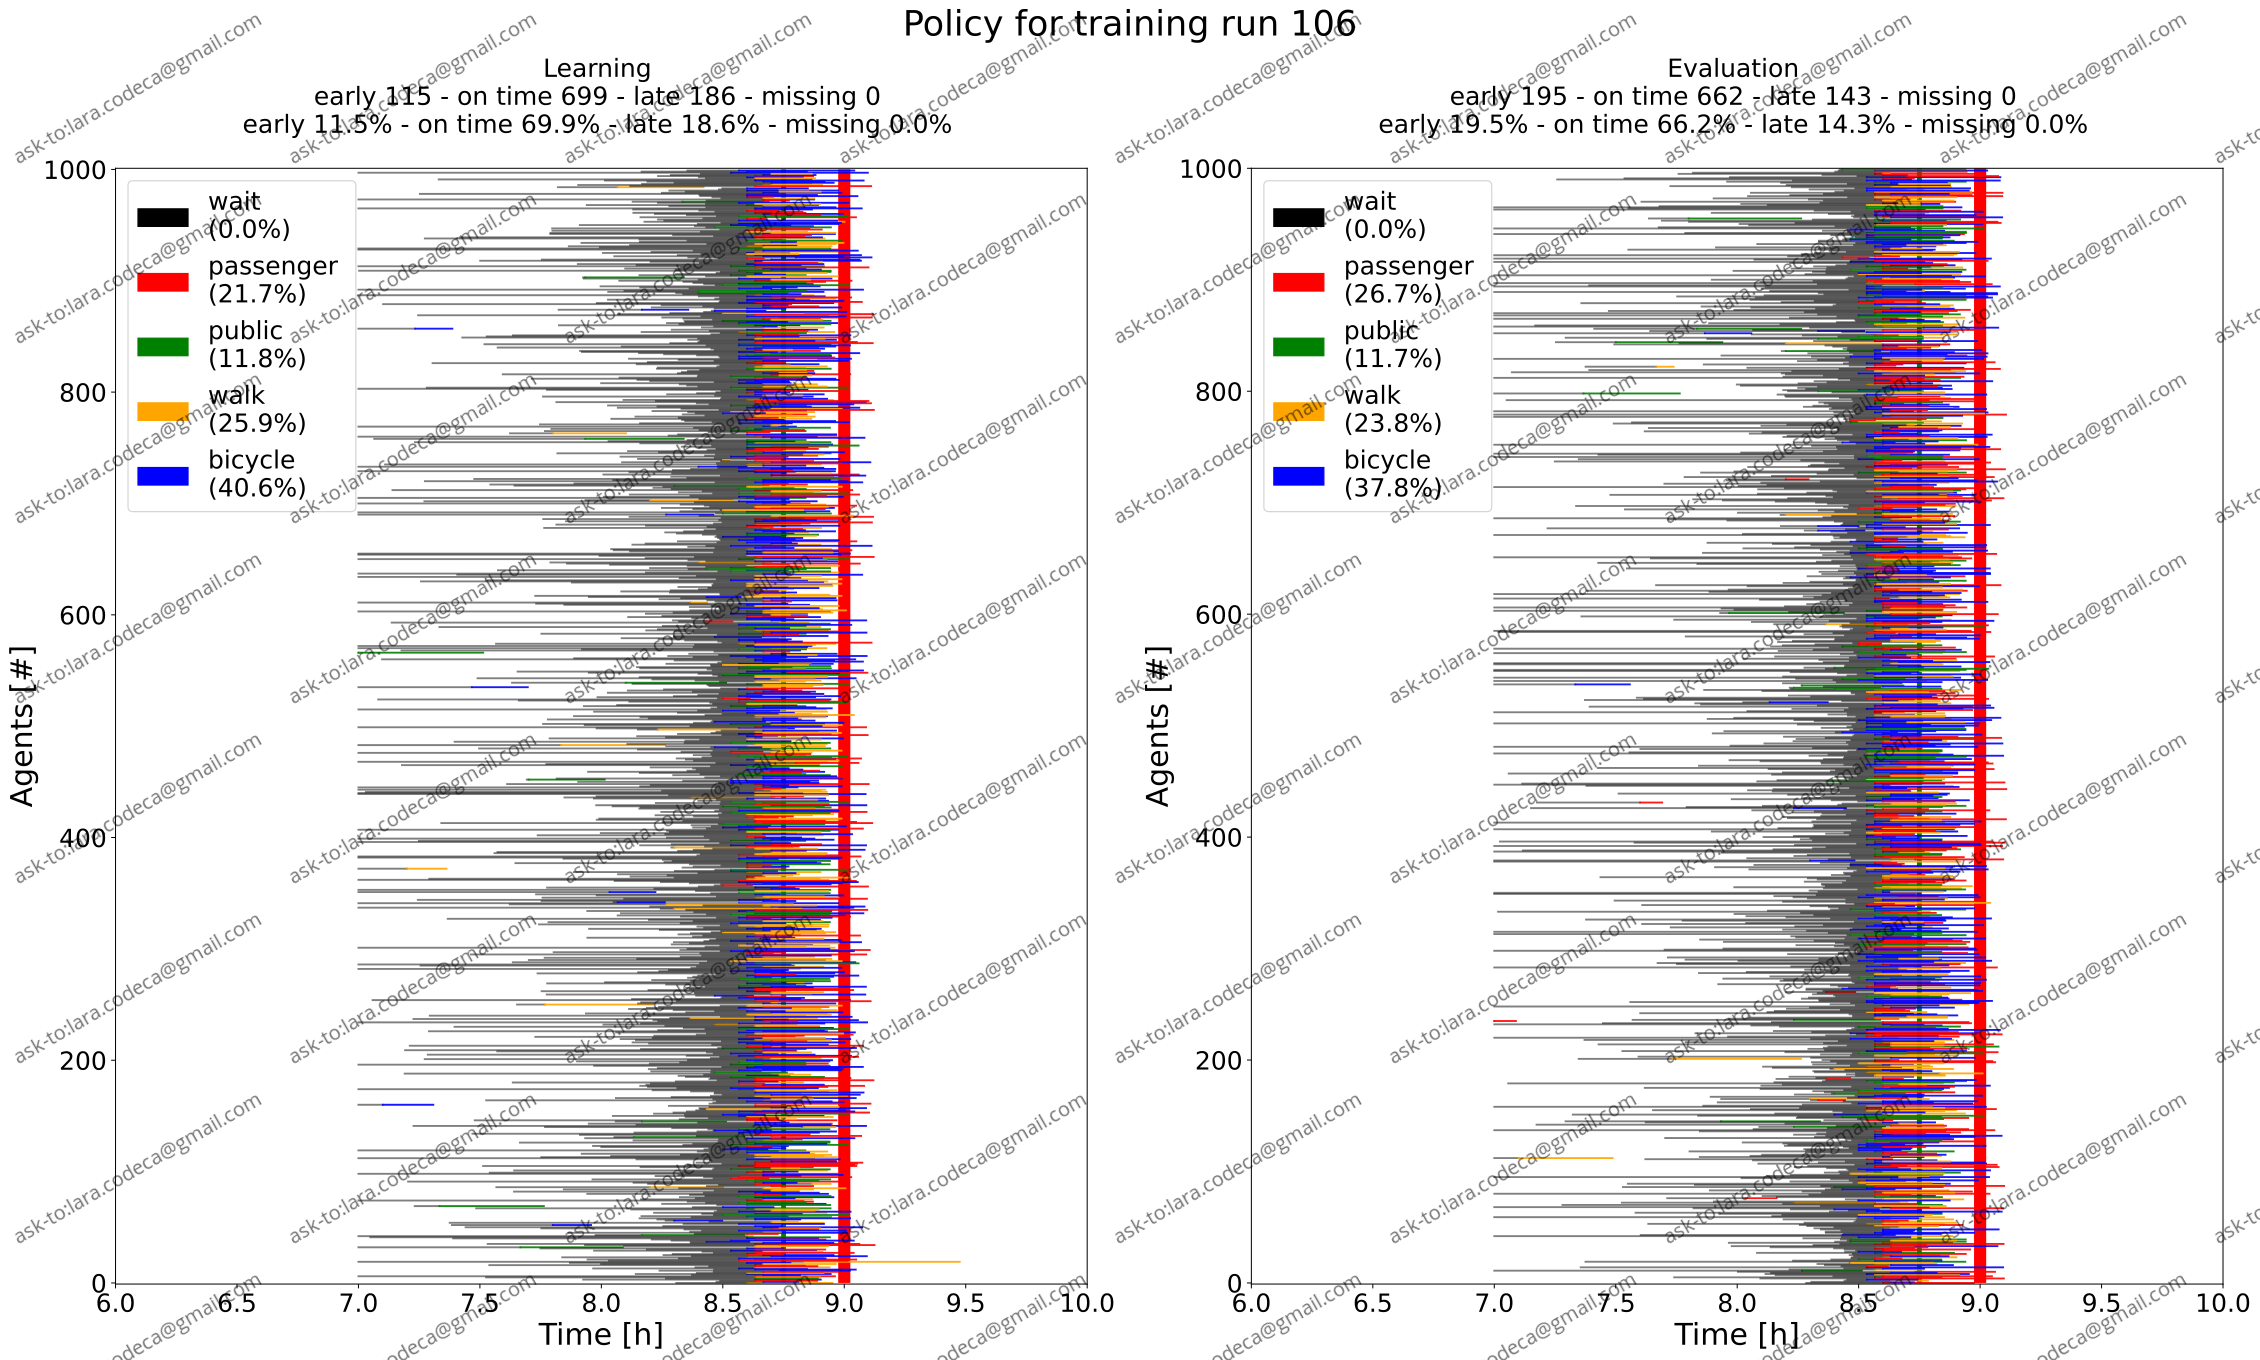 Policy for training run 106
Learning
early 115 - on time 699 - late 186 - missing 0
early 11.5% - on time 69.9% - late 18.6% - missing 0.0%
Evaluation
early 195 - on time 662 - late 143 - missing 0
early 19.5% - on time 66.2% - late 14.3% - missing 0.0%
Agents [#]
1000
800
600
400
200
0
wait
(0.0%)
passenger
(21.7%)
public
(11.8%)
walk
(25.9%)
bicycle
(40.6%)
6.0 6.5 7.0 7.5 8.0 8.5 9.0 9.5 10.0
Time [h]
Agents [#]
1000
800
600
400
200
0
wait
(0.0%)
passenger
(26.7%)
public
(11.7%)
walk
(23.8%)
bicycle
(37.8%)
6.0 6.5 7.0 7.5 8.0 8.5 9.0 9.5 10.0
Time [h]
ask-to:lara.codeca@gmail.com